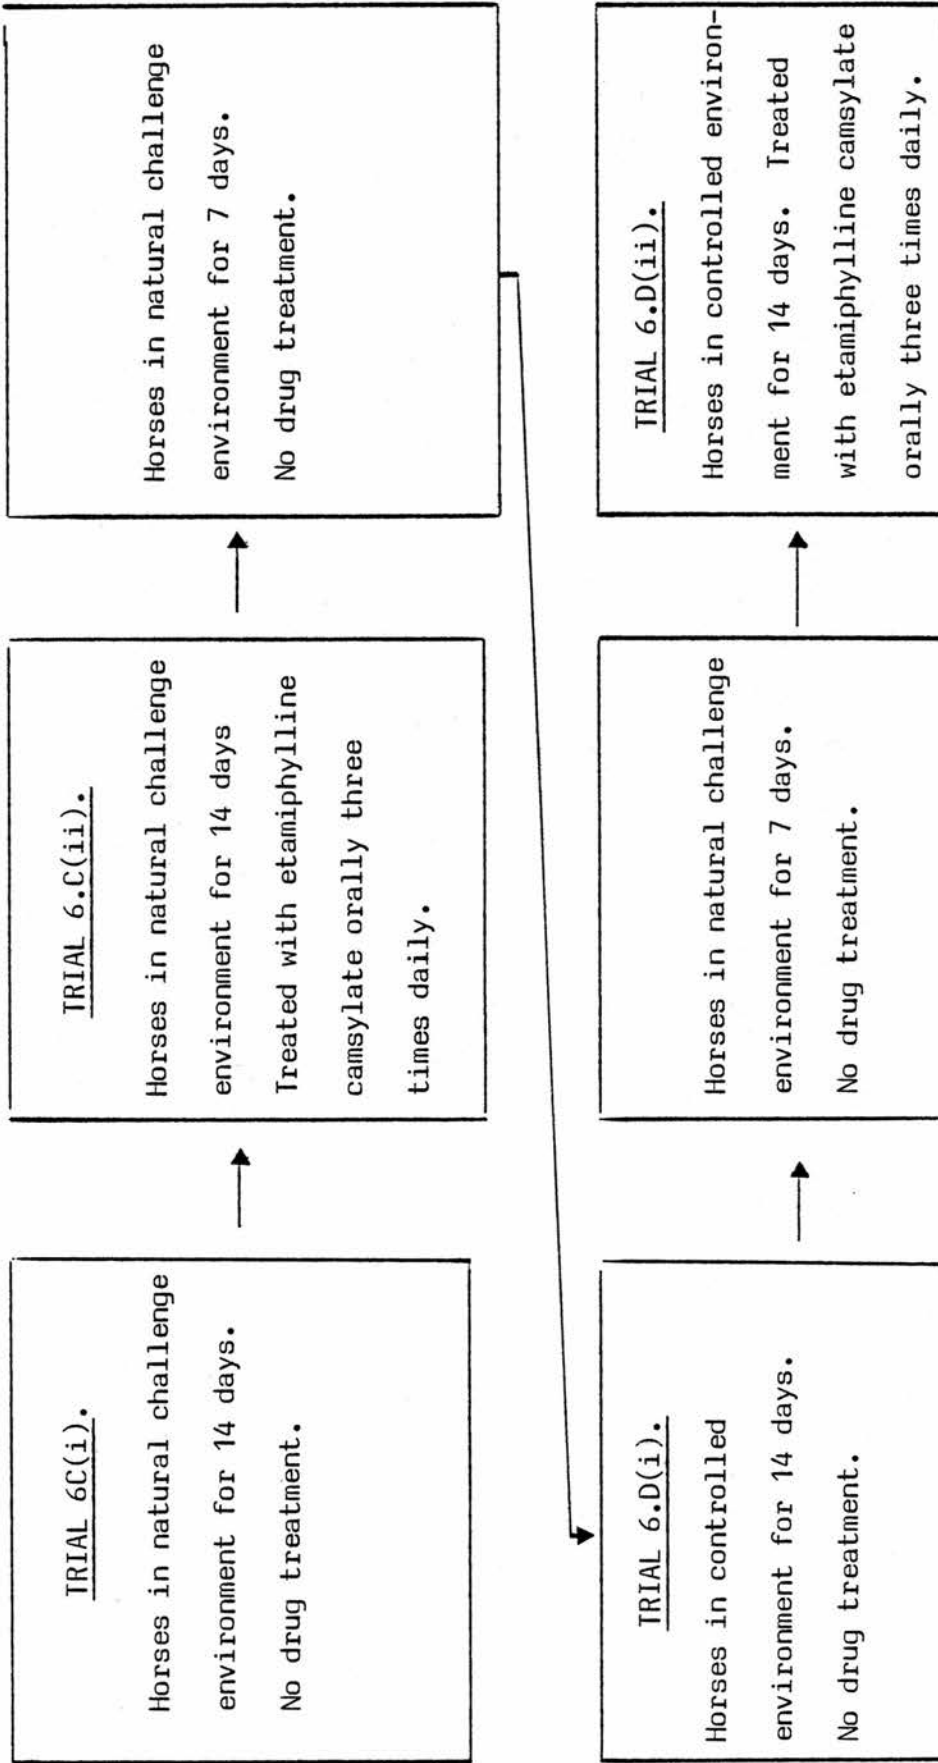 TRIAL 6C(i).
Horses in natural challenge
environment for 14 days.
No drug treatment.
TRIAL 6.C(ii).
Horses in natural challenge
environment for 14 days
Treated with etamiphylline
camsylate orally three
times daily.
Horses in natural challenge
environment for 7 days.
No drug treatment.
TRIAL 6.D(i).
Horses in controlled
environment for 14 days.
No drug treatment.
Horses in natural challenge
environment for 7 days.
No drug treatment.
TRIAL 6.D(ii).
Horses in controlled environ-
ment for 14 days. Treated
with etamiphylline camsylate
orally three times daily.